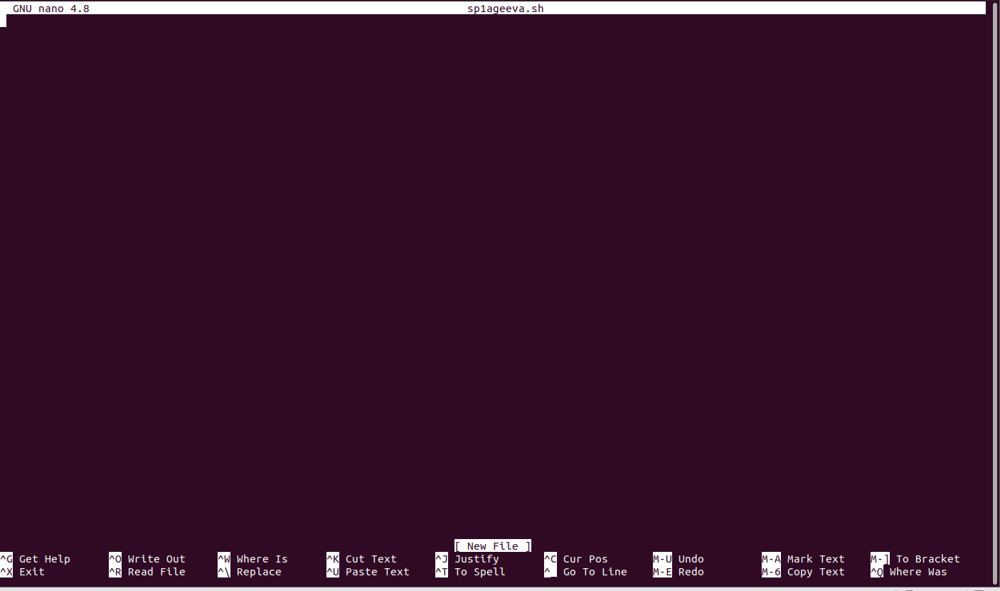 GNU nano 4.8 sp1ageeva.sh
[ New File ]
^G Get Help ^O Write Out ^W Where Is ^K Cut Text ^J Justify ^C Cur Pos M-U Undo M-A Mark Text M-] To Bracket
^X Exit ^R Read File ^\ Replace ^U Paste Text ^T To Spell ^_ Go To Line M-E Redo M-6 Copy Text ^Q Where Was